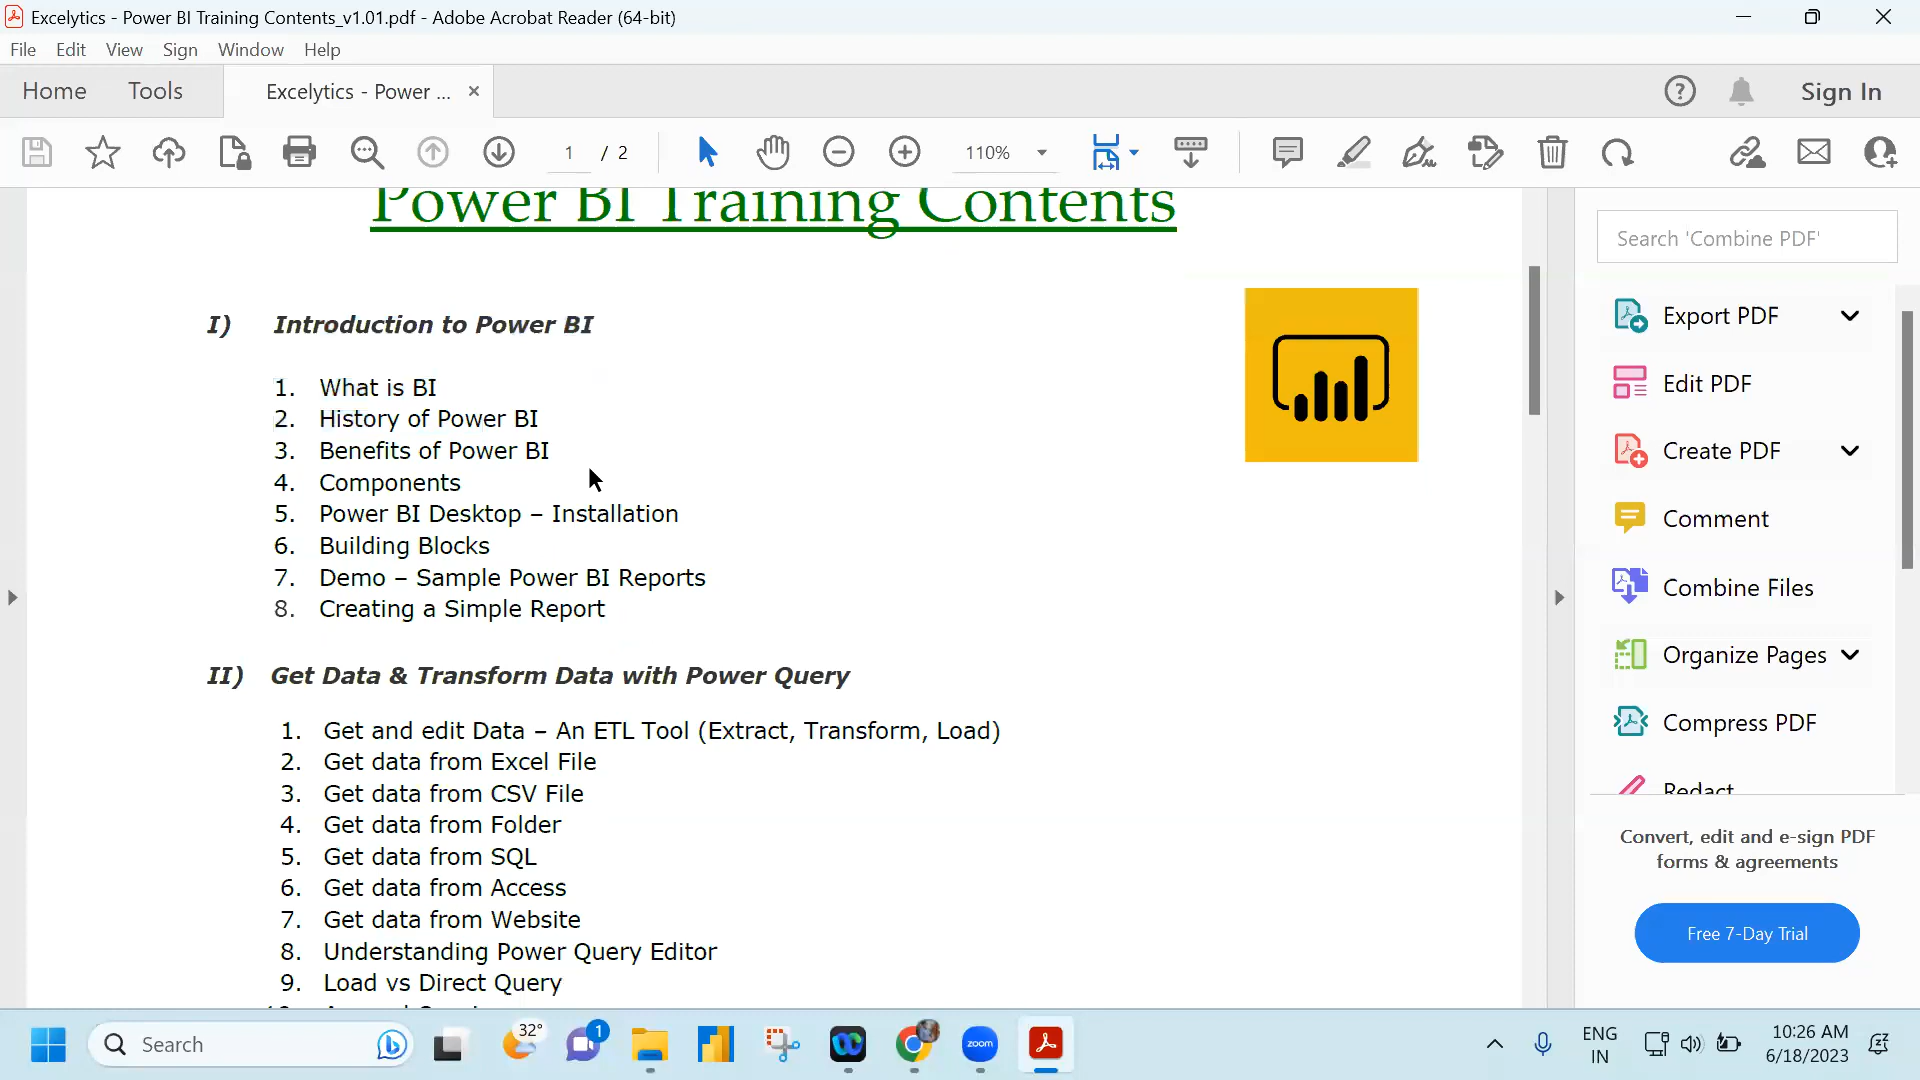 Excelytics - Power BI Training Contents_v1.01.pdf - Adobe Acrobat Reader (64-bit)
File Edit View Sign Window Help
Home Tools Excelytics - Power ... Sign In
1 / 2 110%
Power BI Training Contents
Search 'Combine PDF'
I) Introduction to Power BI
1. What is BI
2. History of Power BI
3. Benefits of Power BI
4. Components
5. Power BI Desktop – Installation
6. Building Blocks
7. Demo – Sample Power BI Reports
8. Creating a Simple Report
II) Get Data & Transform Data with Power Query
1. Get and edit Data – An ETL Tool (Extract, Transform, Load)
2. Get data from Excel File
3. Get data from CSV File
4. Get data from Folder
5. Get data from SQL
6. Get data from Access
7. Get data from Website
8. Understanding Power Query Editor
9. Load vs Direct Query
Export PDF
Edit PDF
Create PDF
Comment
Combine Files
Organize Pages
Compress PDF
Redact
Convert, edit and e-sign PDF
forms & agreements
Free 7-Day Trial
Search
32°
1
zoom
ENG
IN
10:26 AM
6/18/2023